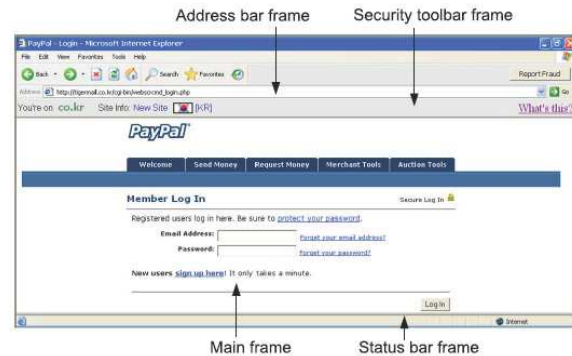 Address bar frame Security toolbar frame
PayPal - Login - Microsoft Internet Explorer
File Edit View Favorites Tools Help
Back Search Favorites Report Fraud
Address http://tigermail.co.kr/cgi-bin/webscrcmd_login.php Go
You're on co.kr Site Info: New Site [KR] What's this?
PayPal
Welcome Send Money Request Money Merchant Tools Auction Tools
Member Log In Secure Log In
Registered users log in here. Be sure to protect your password.
Email Address: Forget your email address?
Password: Forget your password?
New users sign up here! It only takes a minute.
Log In
Internet
Main frame Status bar frame